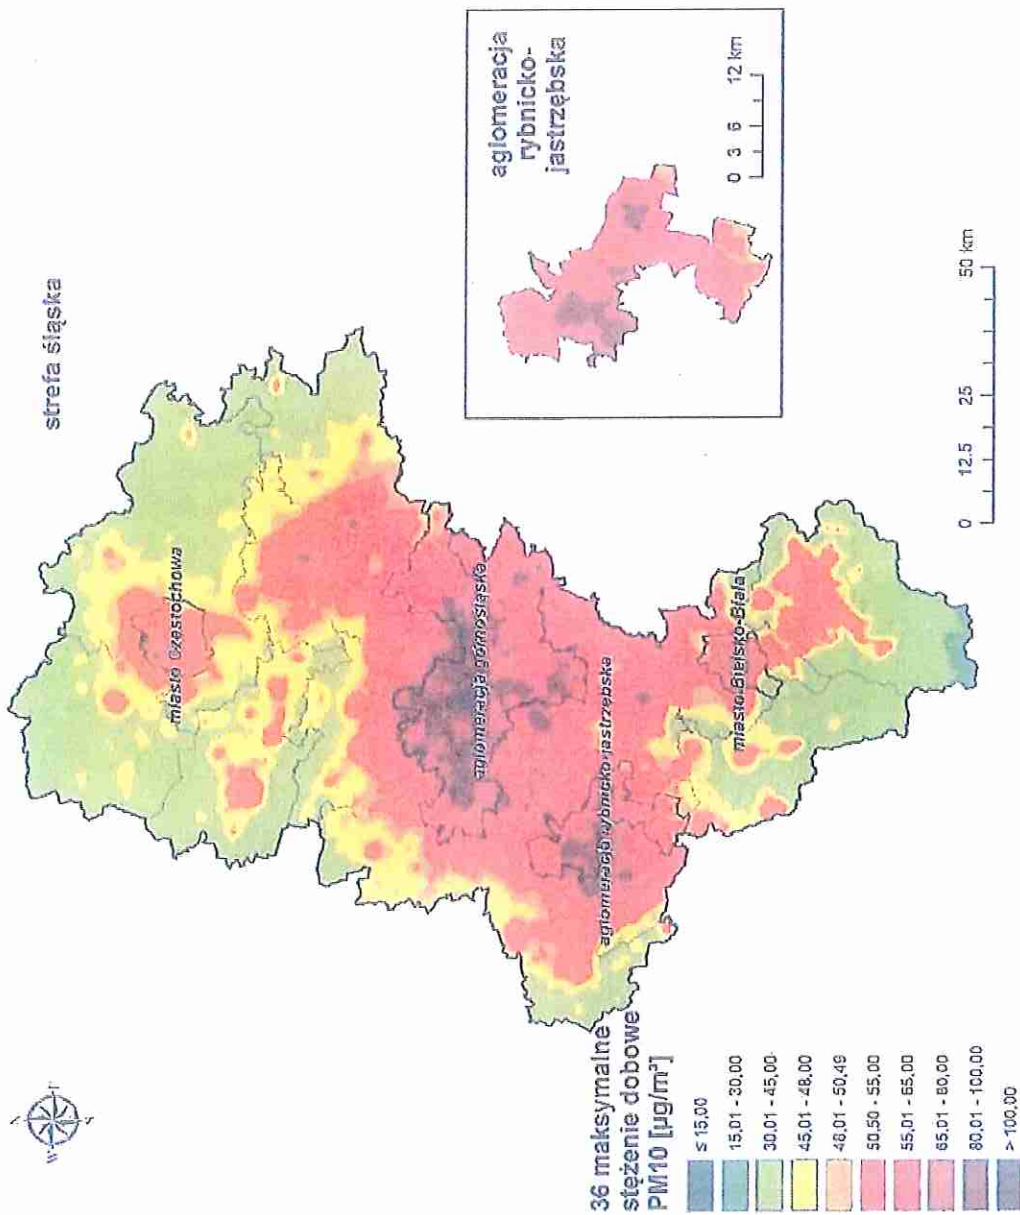 strefa śląska
miasto Częstochowa
aglomeracja górnośląska
aglomeracja rybnicko-jastrzębska
miasto Bielsko-Biała
aglomeracja
rybnicko-
jastrzębska
0 3 6 12 km
0 12,5 25 50 km
36 maksymalne
stężenie dobowe
PM10 [µg/m³]
≤ 15,00
15,01 - 30,00
30,01 - 45,00
45,01 - 48,00
48,01 - 50,49
50,50 - 55,00
55,01 - 65,00
65,01 - 80,00
80,01 - 100,00
> 100,00